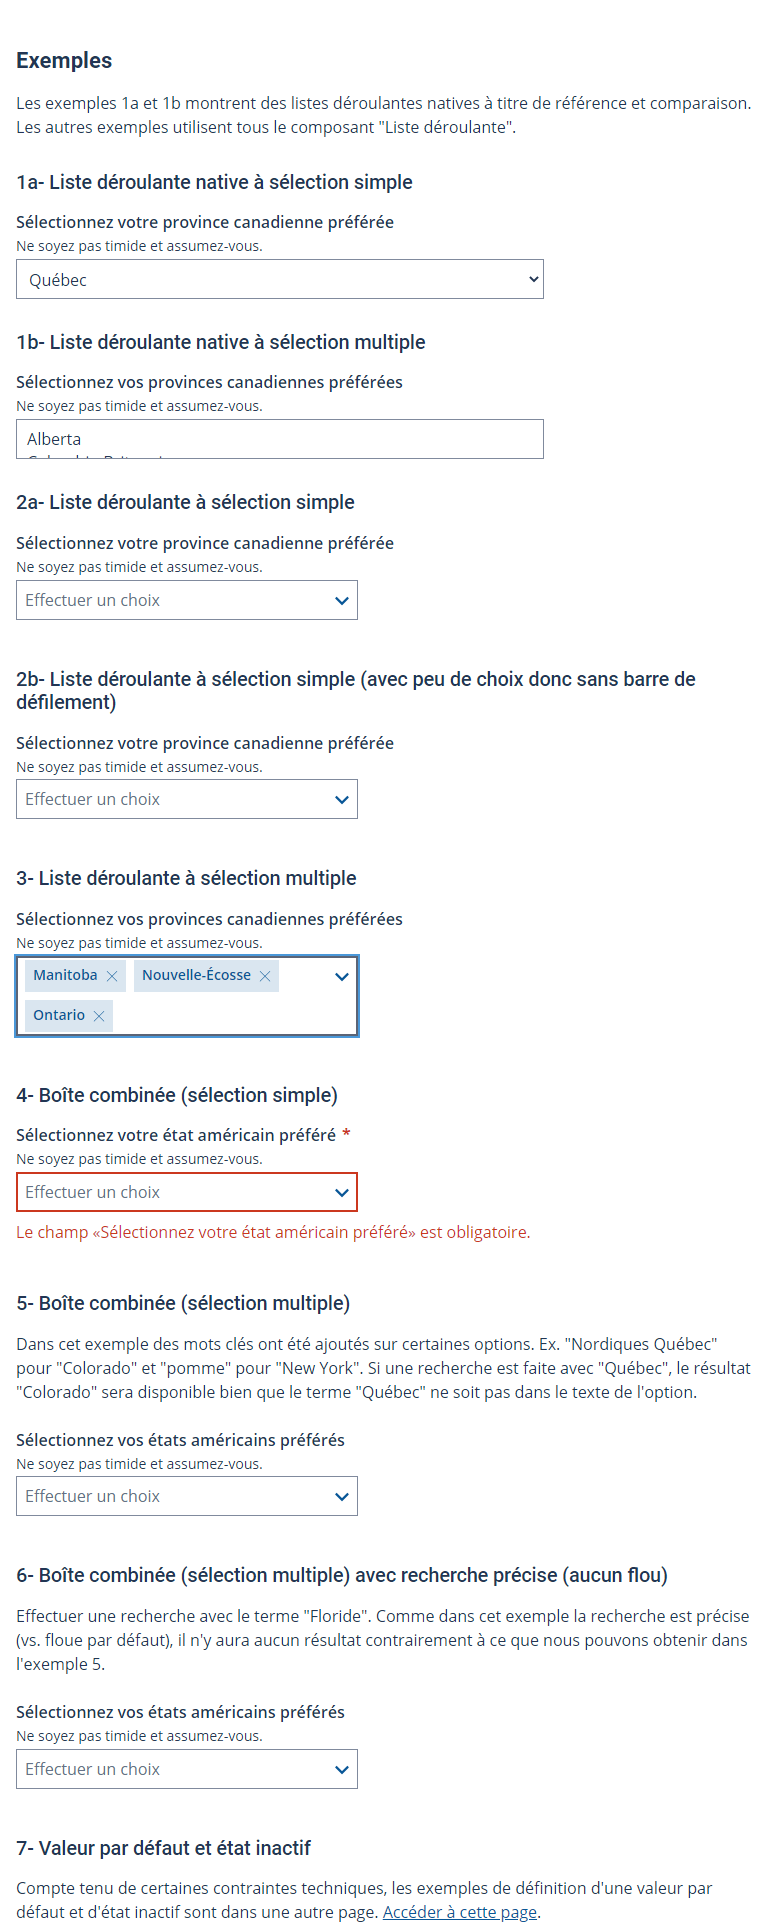 Exemples
Les exemples 1a et 1b montrent des listes déroulantes natives à titre de référence et comparaison.
Les autres exemples utilisent tous le composant "Liste déroulante".
1a- Liste déroulante native à sélection simple
Sélectionnez votre province canadienne préférée
Ne soyez pas timide et assumez-vous.
Québec
1b- Liste déroulante native à sélection multiple
Sélectionnez vos provinces canadiennes préférées
Ne soyez pas timide et assumez-vous.
Alberta
2a- Liste déroulante à sélection simple
Sélectionnez votre province canadienne préférée
Ne soyez pas timide et assumez-vous.
Effectuer un choix
2b- Liste déroulante à sélection simple (avec peu de choix donc sans barre de
défilement)
Sélectionnez votre province canadienne préférée
Ne soyez pas timide et assumez-vous.
Effectuer un choix
3- Liste déroulante à sélection multiple
Sélectionnez vos provinces canadiennes préférées
Ne soyez pas timide et assumez-vous.
Manitoba Nouvelle-Écosse
Ontario
4- Boîte combinée (sélection simple)
Sélectionnez votre état américain préféré *
Ne soyez pas timide et assumez-vous.
Effectuer un choix
Le champ «Sélectionnez votre état américain préféré» est obligatoire.
5- Boîte combinée (sélection multiple)
Dans cet exemple des mots clés ont été ajoutés sur certaines options. Ex. "Nordiques Québec"
pour "Colorado" et "pomme" pour "New York". Si une recherche est faite avec "Québec", le résultat
"Colorado" sera disponible bien que le terme "Québec" ne soit pas dans le texte de l'option.
Sélectionnez vos états américains préférés
Ne soyez pas timide et assumez-vous.
Effectuer un choix
6- Boîte combinée (sélection multiple) avec recherche précise (aucun flou)
Effectuer une recherche avec le terme "Floride". Comme dans cet exemple la recherche est précise
(vs. floue par défaut), il n'y aura aucun résultat contrairement à ce que nous pouvons obtenir dans
l'exemple 5.
Sélectionnez vos états américains préférés
Ne soyez pas timide et assumez-vous.
Effectuer un choix
7- Valeur par défaut et état inactif
Compte tenu de certaines contraintes techniques, les exemples de définition d'une valeur par
défaut et d'état inactif sont dans une autre page. Accéder à cette page.